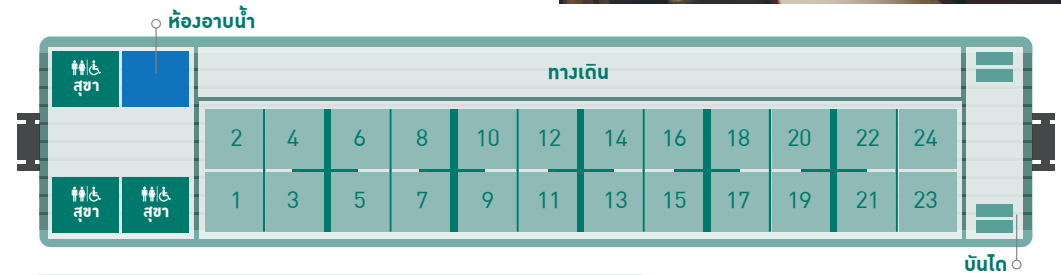 ห้องอาบน้ำ
สุขา
ทางเดิน
2 4 6 8 10 12 14 16 18 20 22 24
1 3 5 7 9 11 13 15 17 19 21 23
สุขา สุขา
บันได